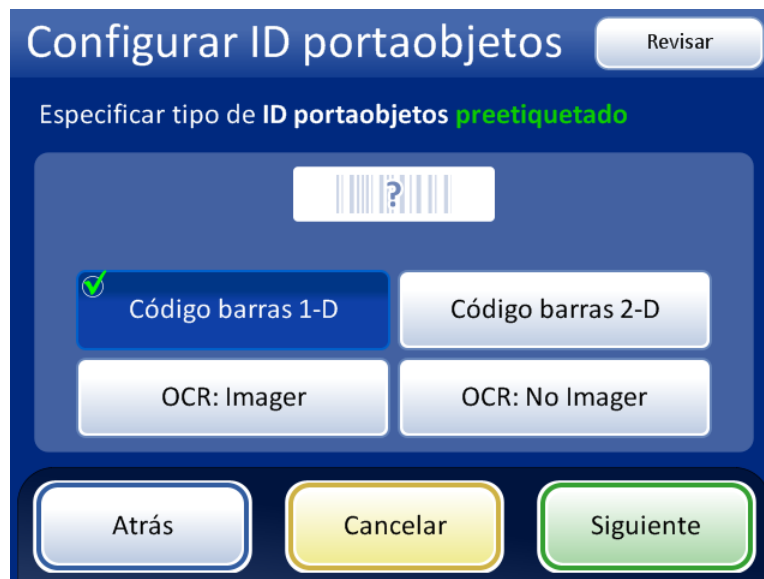 Configurar ID portaobjetos
Revisar
Especificar tipo de ID portaobjetos preetiquetado
?
Código barras 1-D
Código barras 2-D
OCR: Imager
OCR: No Imager
Atrás
Cancelar
Siguiente